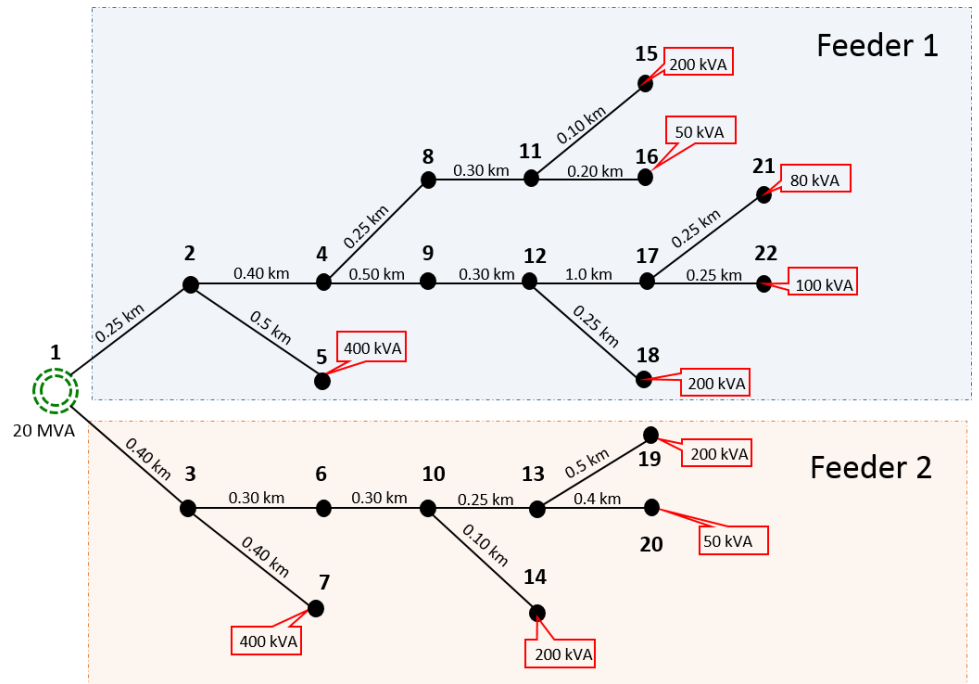 Feeder 1
15
200 kVA
0.10 km
50 kVA
8
11
16
21
0.30 km
0.20 km
80 kVA
0.25 km
0.25 km
2
4
9
12
17
22
0.40 km
0.50 km
0.30 km
1.0 km
0.25 km
100 kVA
0.25 km
0.5 km
0.25 km
1
5
400 kVA
18
200 kVA
20 MVA
Feeder 2
0.40 km
3
6
10
13
19
200 kVA
0.5 km
0.30 km
0.30 km
0.25 km
0.4 km
20
50 kVA
0.40 km
0.10 km
7
14
400 kVA
200 kVA